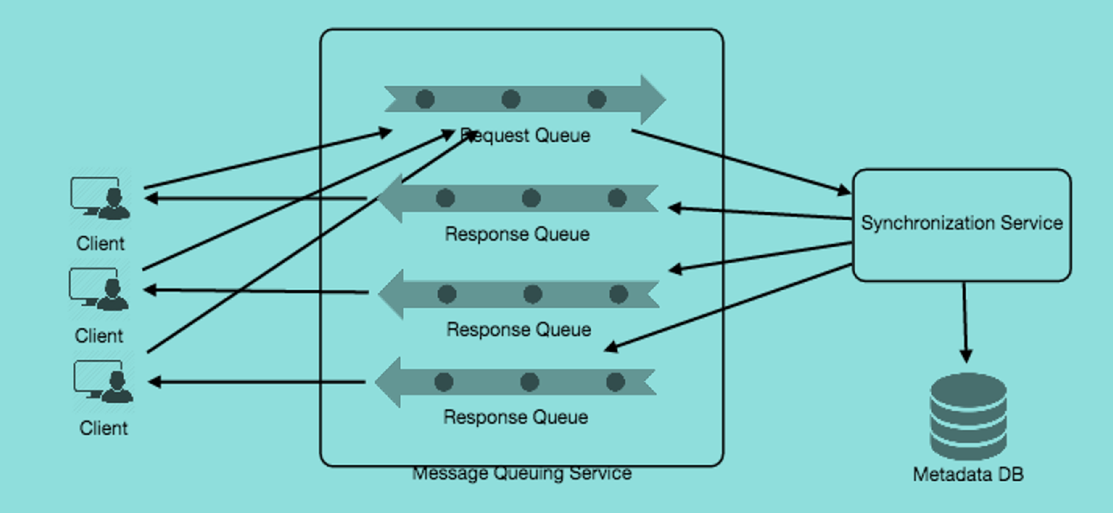 Request Queue
Client
Response Queue
Synchronization Service
Client
Response Queue
Client
Response Queue
Message Queuing Service
Metadata DB